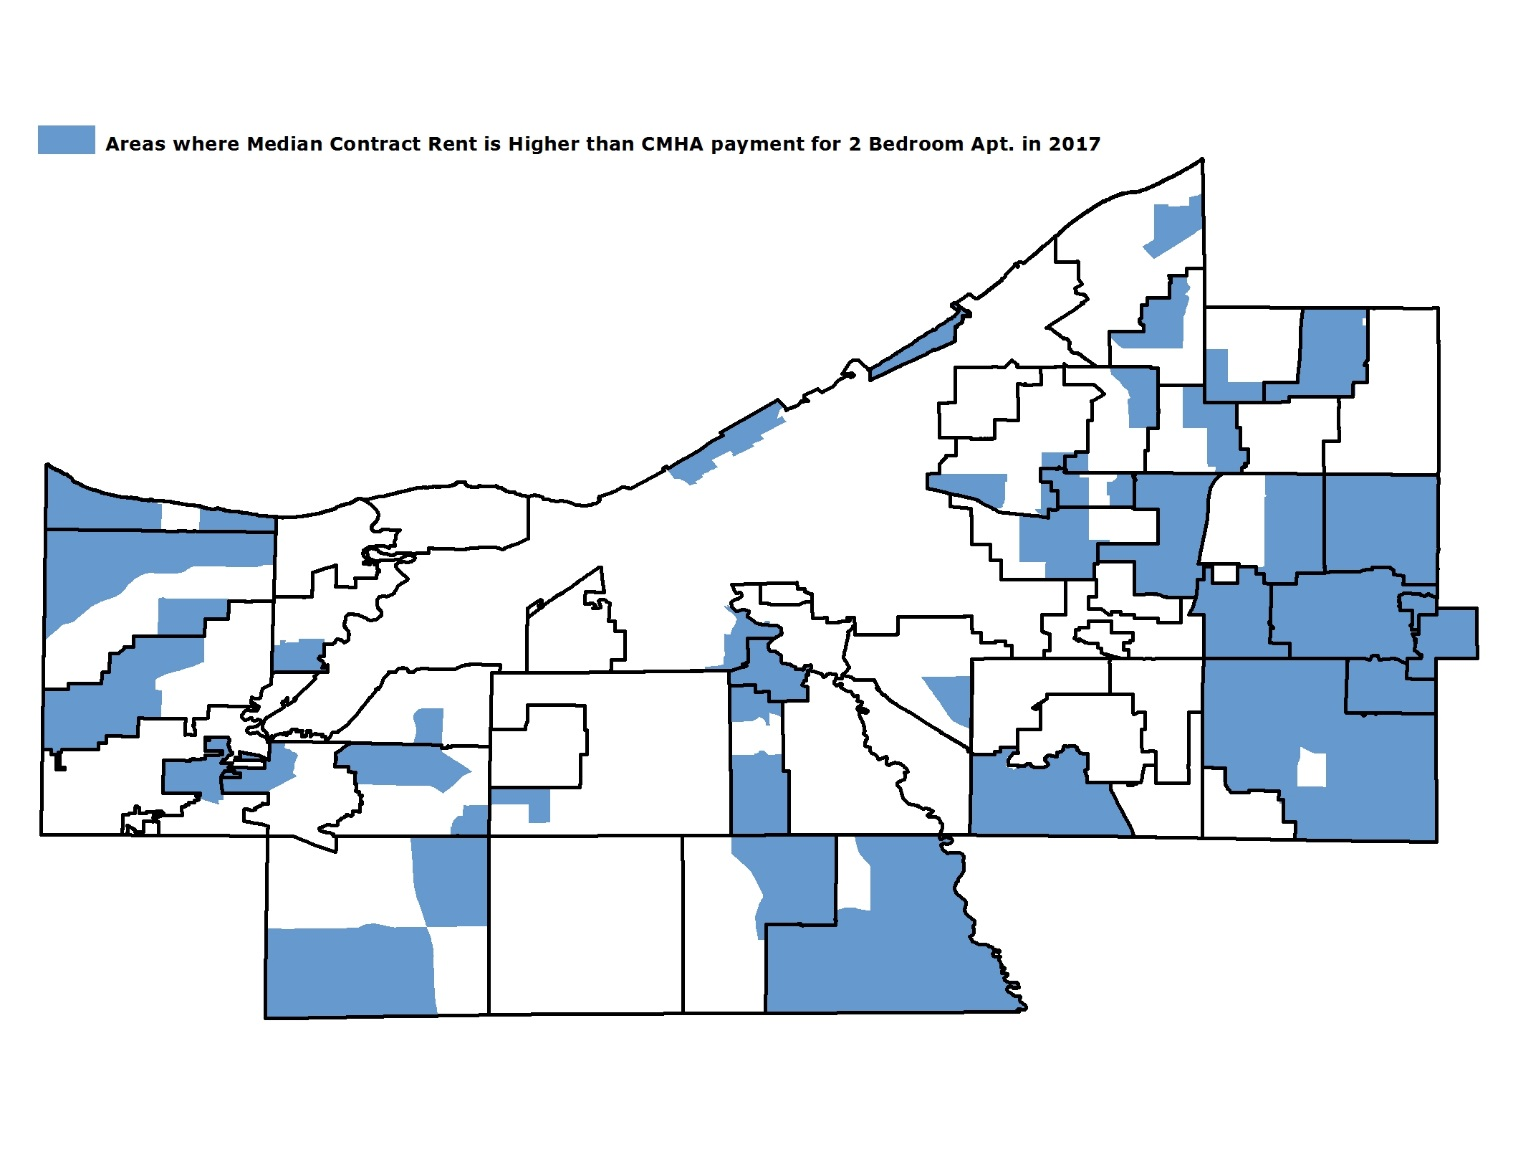 Areas where Median Contract Rent is Higher than CMHA payment for 2 Bedroom Apt. in 2017